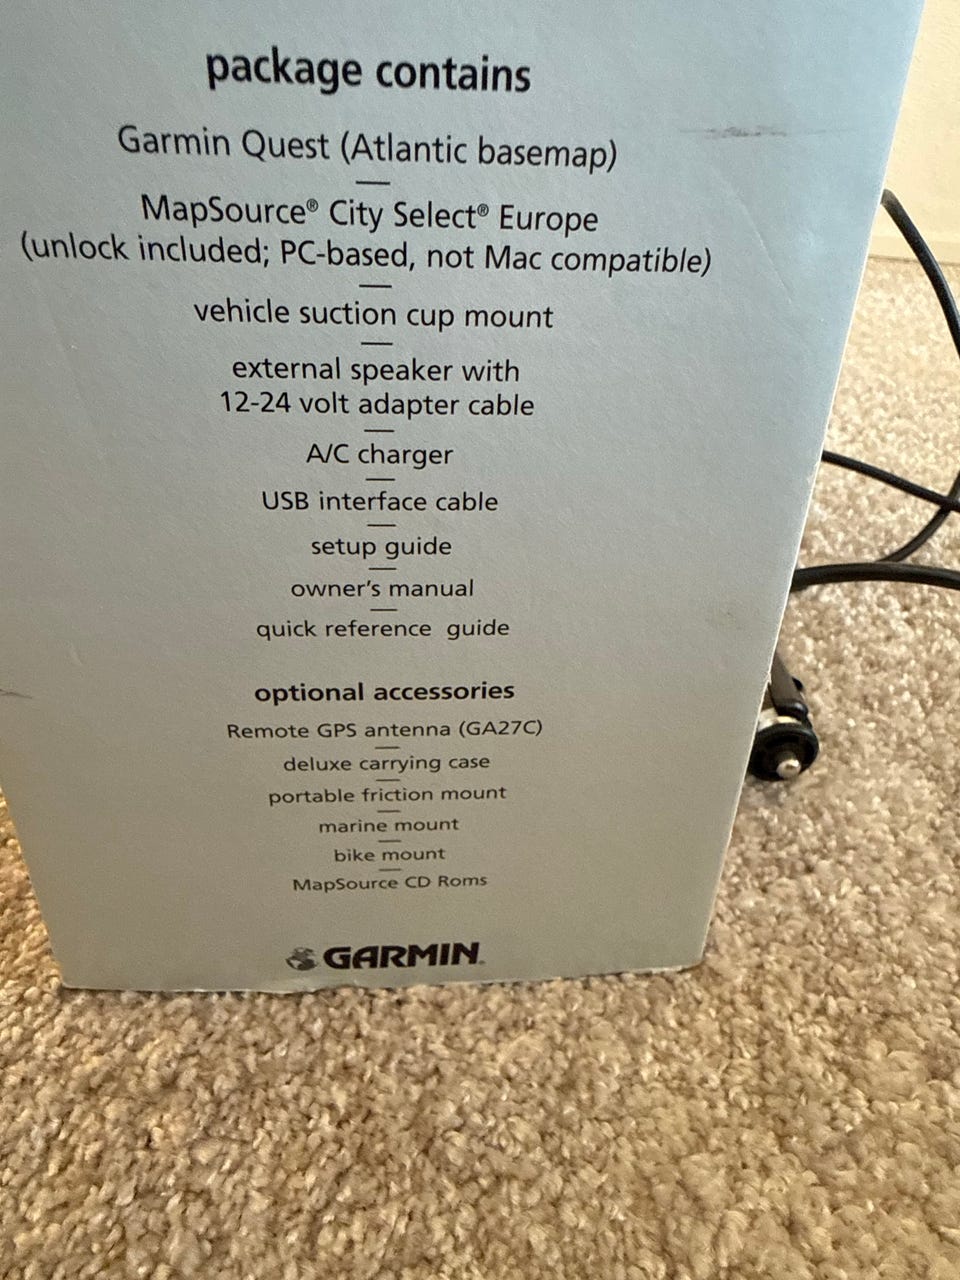 package contains
Garmin Quest (Atlantic basemap)
MapSource® City Select® Europe
(unlock included; PC-based, not Mac compatible)
vehicle suction cup mount
external speaker with
12-24 volt adapter cable
A/C charger
USB interface cable
setup guide
owner's manual
quick reference guide
optional accessories
Remote GPS antenna (GA27C)
deluxe carrying case
portable friction mount
marine mount
bike mount
MapSource CD Roms
GARMIN